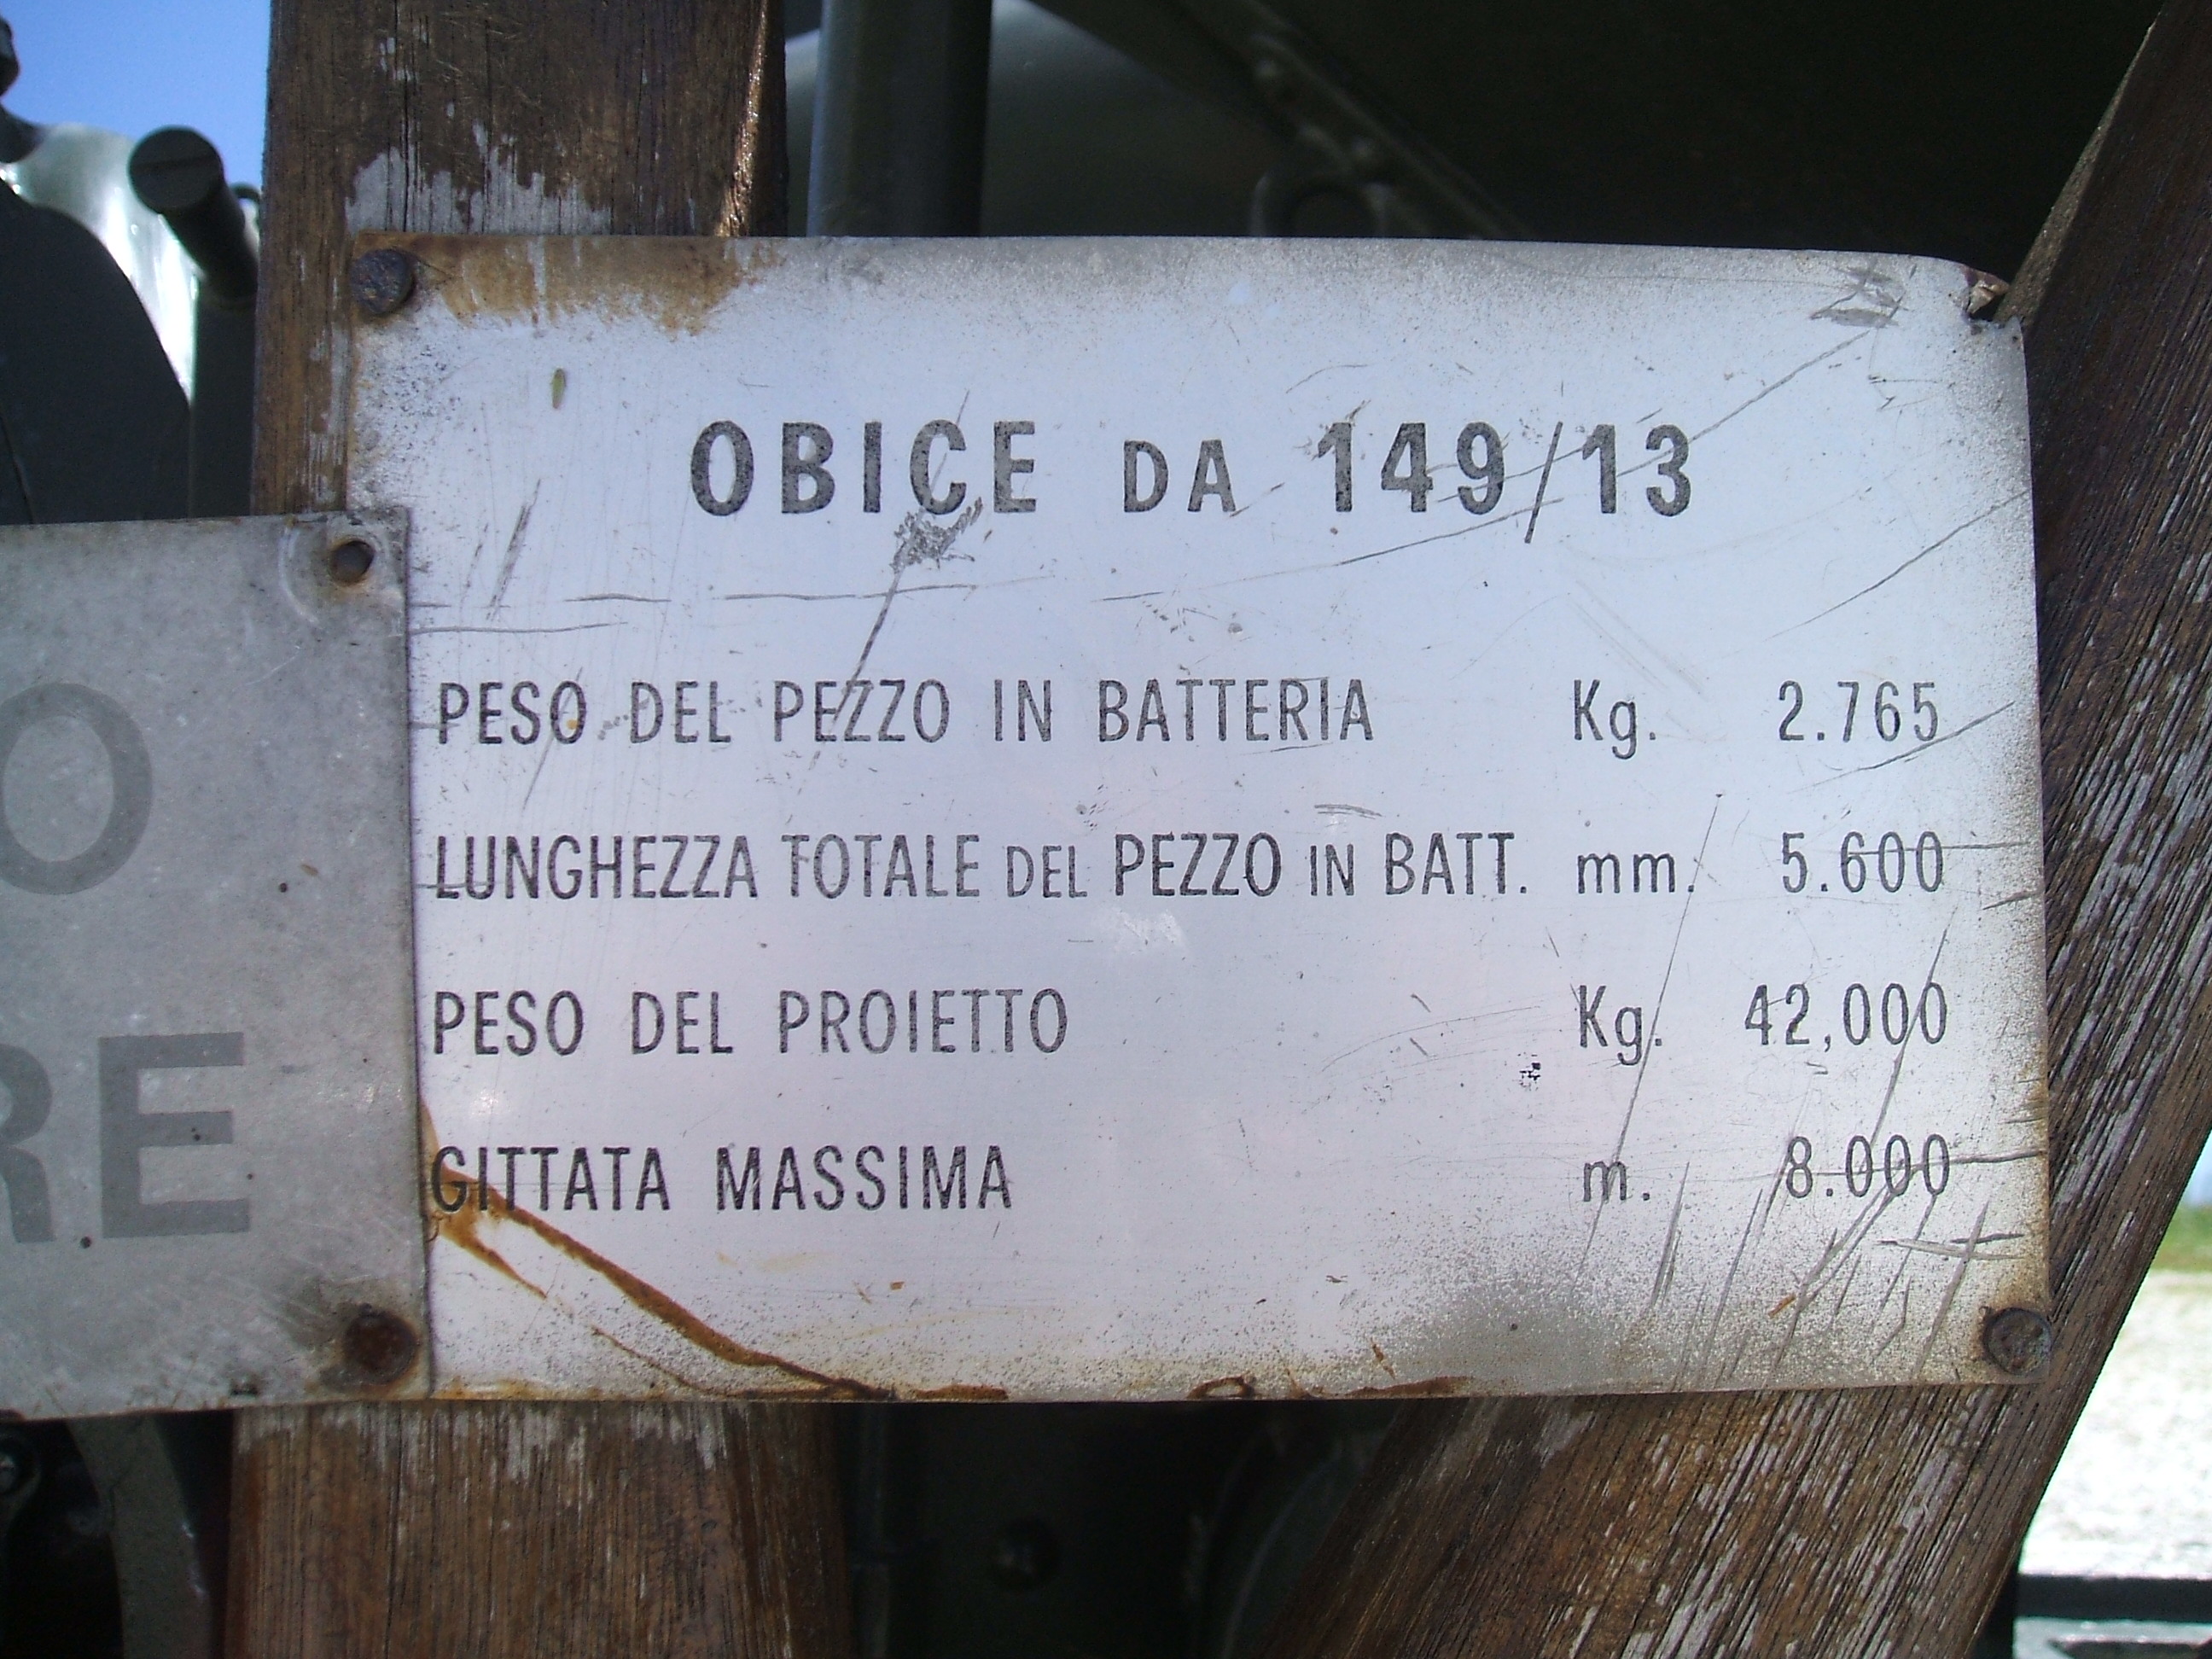 OBICE DA 149/13
PESO DEL PEZZO IN BATTERIA Kg. 2.765
LUNGHEZZA TOTALE DEL PEZZO IN BATT. mm. 5.600
PESO DEL PROIETTO Kg. 42,000
GITTATA MASSIMA m. 8.000